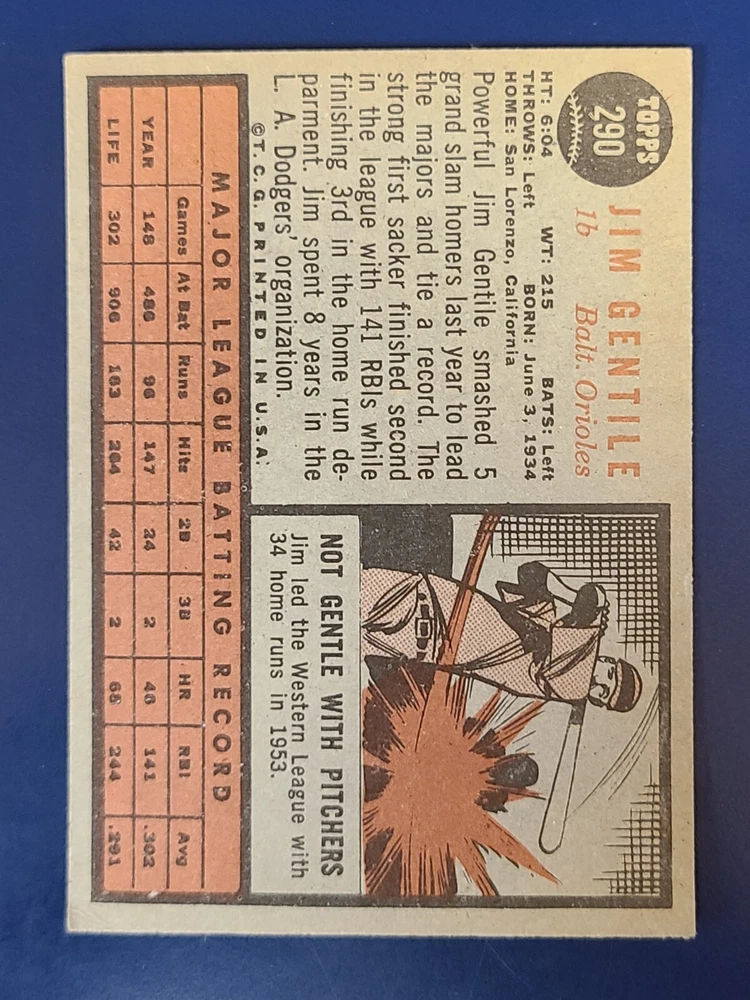 TOPPS
290
JIM GENTILE
1b Balt. Orioles
HT: 6:04 WT: 215 BATS: Left
THROWS: Left BORN: June 3, 1934
HOME: San Lorenzo, California
Powerful Jim Gentile smashed 5
grand slam homers last year to lead
the majors and tie a record. The
strong first sacker finished second
in the league with 141 RBIs while
finishing 3rd in the home run de-
parment. Jim spent 8 years in the
L. A. Dodgers' organization.
©T.C.G. PRINTED IN U.S.A.
NOT GENTLE WITH PITCHERS
Jim led the Western League with
34 home runs in 1953.
MAJOR LEAGUE BATTING RECORD
Games At Bat Runs Hits 2B 3B HR RBI Avg
YEAR 148 486 96 147 24 2 46 141 .302
LIFE 302 906 163 264 42 2 68 244 .291